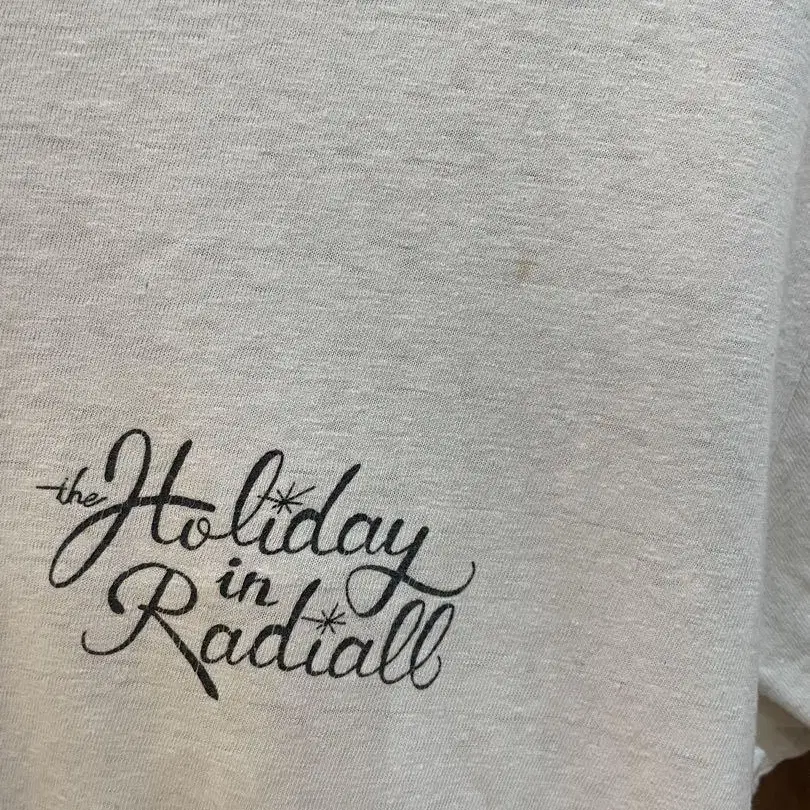 the Holiday
in
Radiall